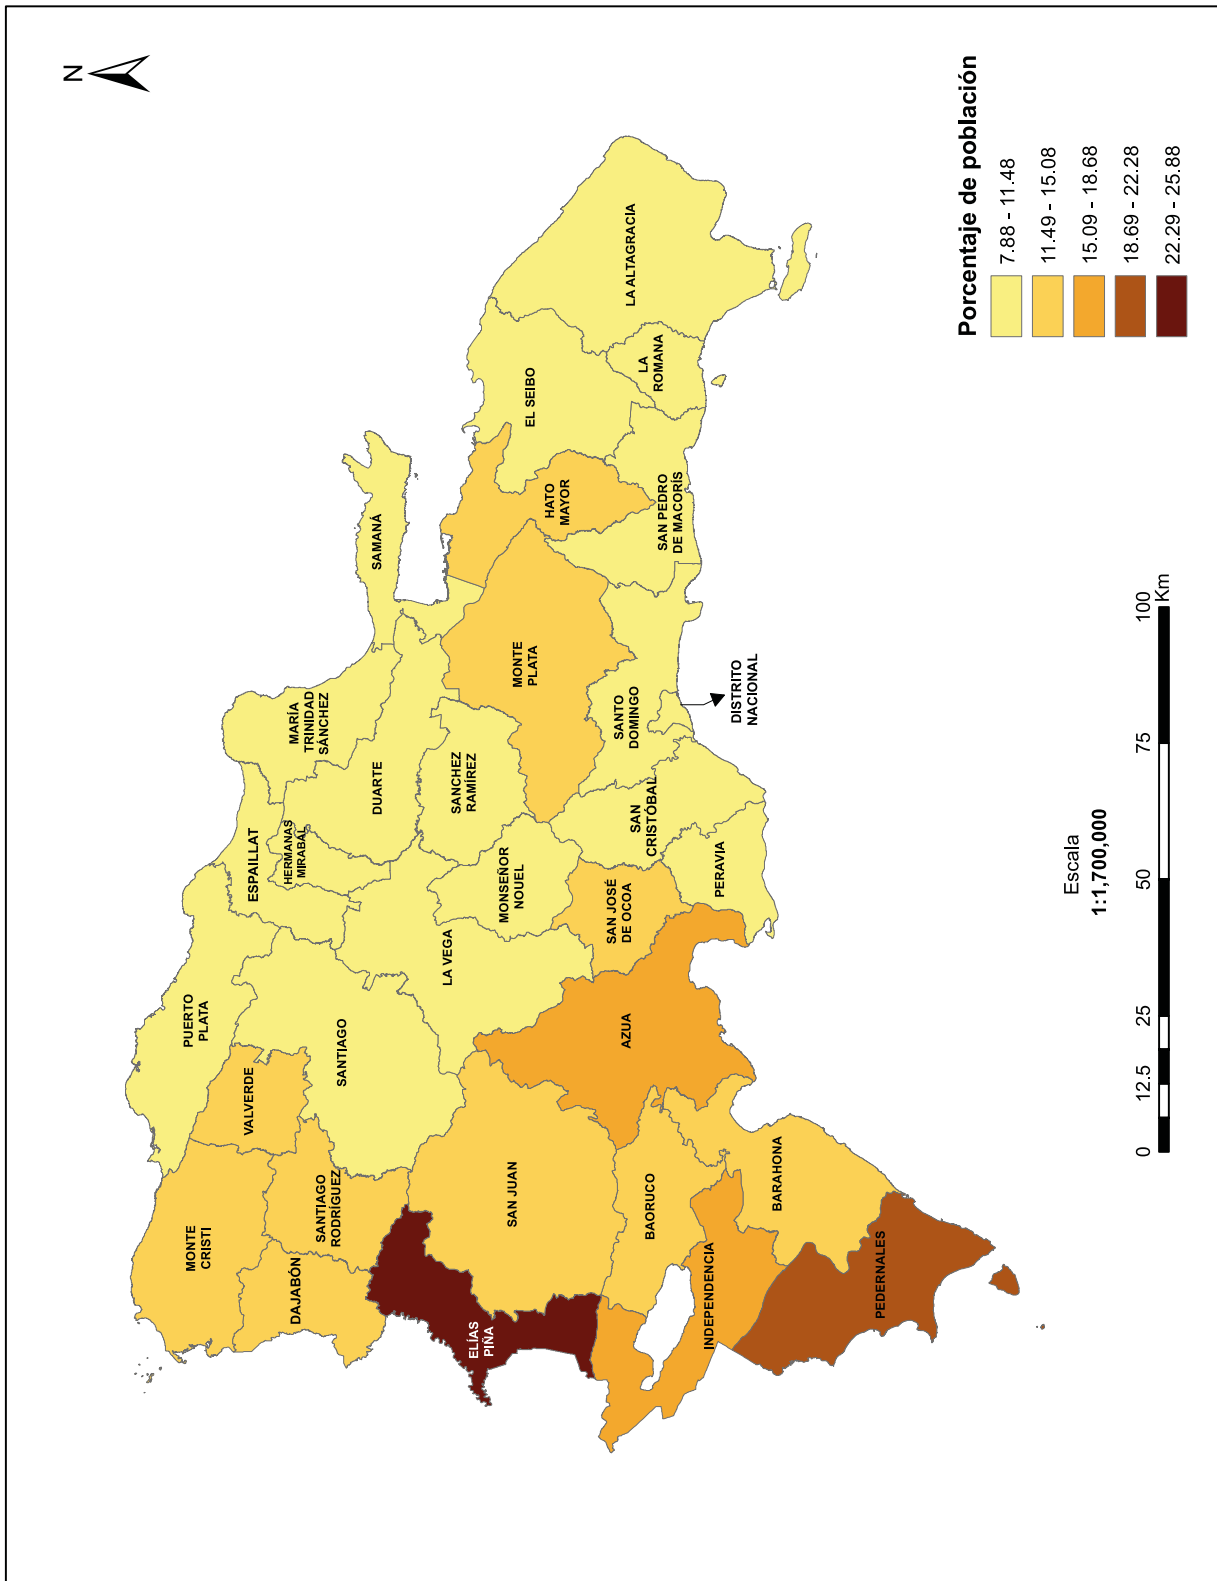 N
PUERTO
PLATA
ESPAILLAT
MARÍA
TRINIDAD
SÁNCHEZ
SAMANÁ
MONTE
CRISTI
VALVERDE
HERMANAS
MIRABAL
DAJABÓN
SANTIAGO
RODRÍGUEZ
SANTIAGO
DUARTE
LA VEGA
SANCHEZ
RAMÍREZ
MONSEÑOR
NOUEL
MONTE
PLATA
HATO
MAYOR
EL SEIBO
LA ALTAGRACIA
ELÍAS
PIÑA
SAN JUAN
AZUA
SAN JOSÉ
DE OCOA
SAN
CRISTÓBAL
SANTO
DOMINGO
SAN PEDRO
DE MACORÍS
LA
ROMANA
BAORUCO
INDEPENDENCIA
BARAHONA
PERAVIA
DISTRITO
NACIONAL
PEDERNALES
Escala
1:1,700,000
0 12.5 25 50 75 100
Km
Porcentaje de población
7.88 - 11.48
11.49 - 15.08
15.09 - 18.68
18.69 - 22.28
22.29 - 25.88